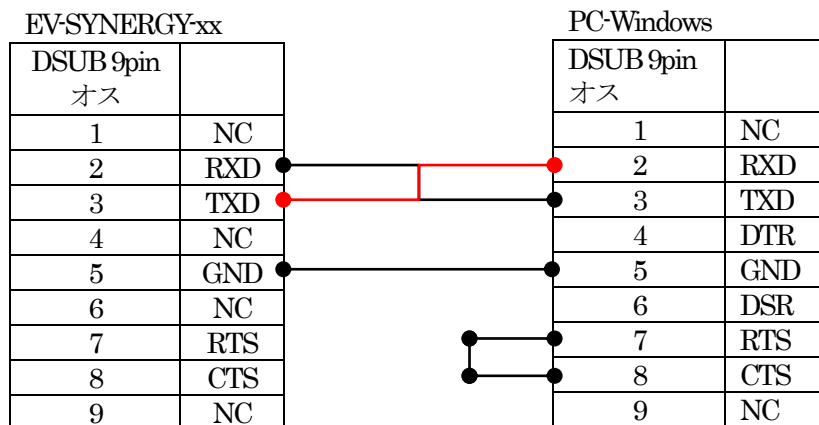 EV-SYNERGY-xx
DSUB 9pin
オス
1 NC
2 RXD
3 TXD
4 NC
5 GND
6 NC
7 RTS
8 CTS
9 NC
PC-Windows
DSUB 9pin
オス
1 NC
2 RXD
3 TXD
4 DTR
5 GND
6 DSR
7 RTS
8 CTS
9 NC